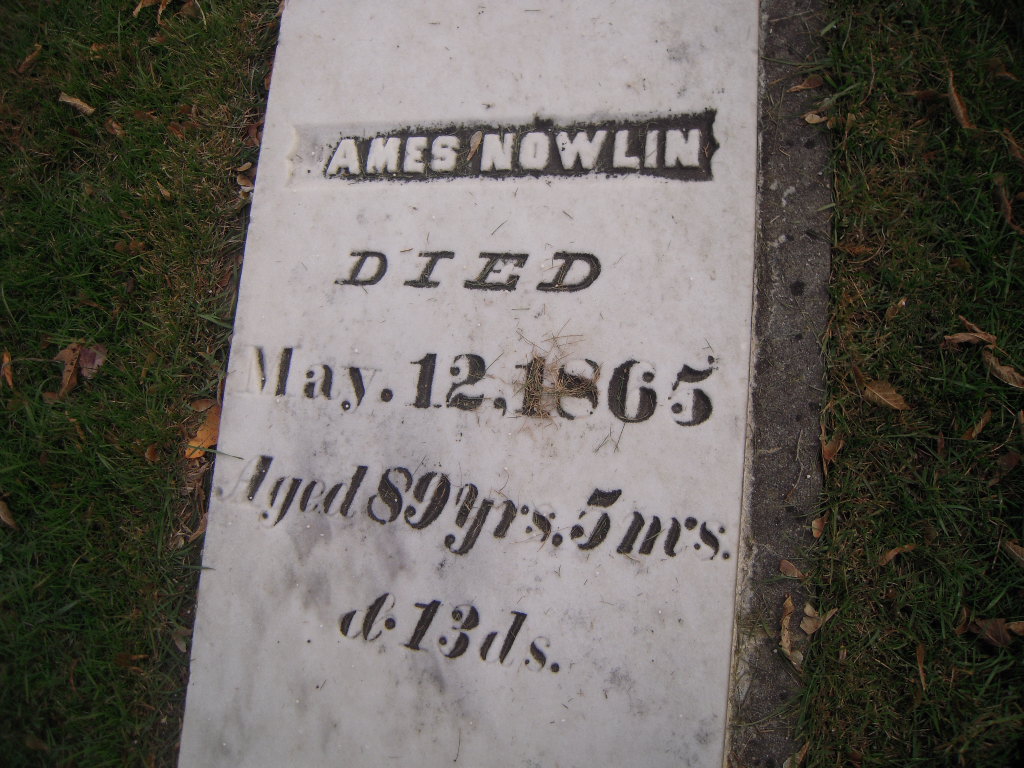 AMES NOWLIN
DIED
May. 12, 1865
Aged 89 yrs. 5 mrs.
& 13 ds.